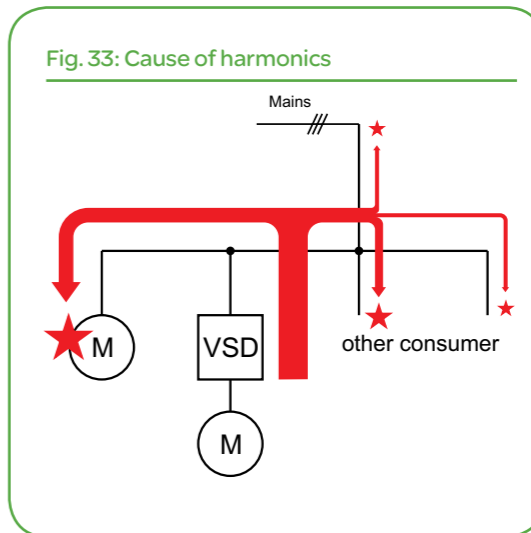 Fig. 33: Cause of harmonics
Mains
M
VSD
other consumer
M